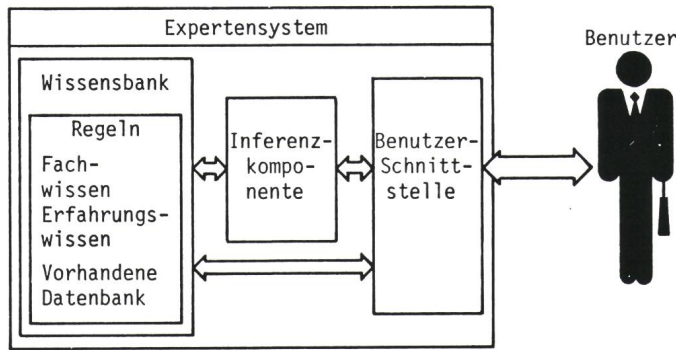 Expertensystem
Benutzer
Wissensbank
Regeln
Fach-
wissen
Erfahrungs-
wissen
Vorhandene
Datenbank
Inferenz-
kompo-
nente
Benutzer-
Schnitt-
stelle